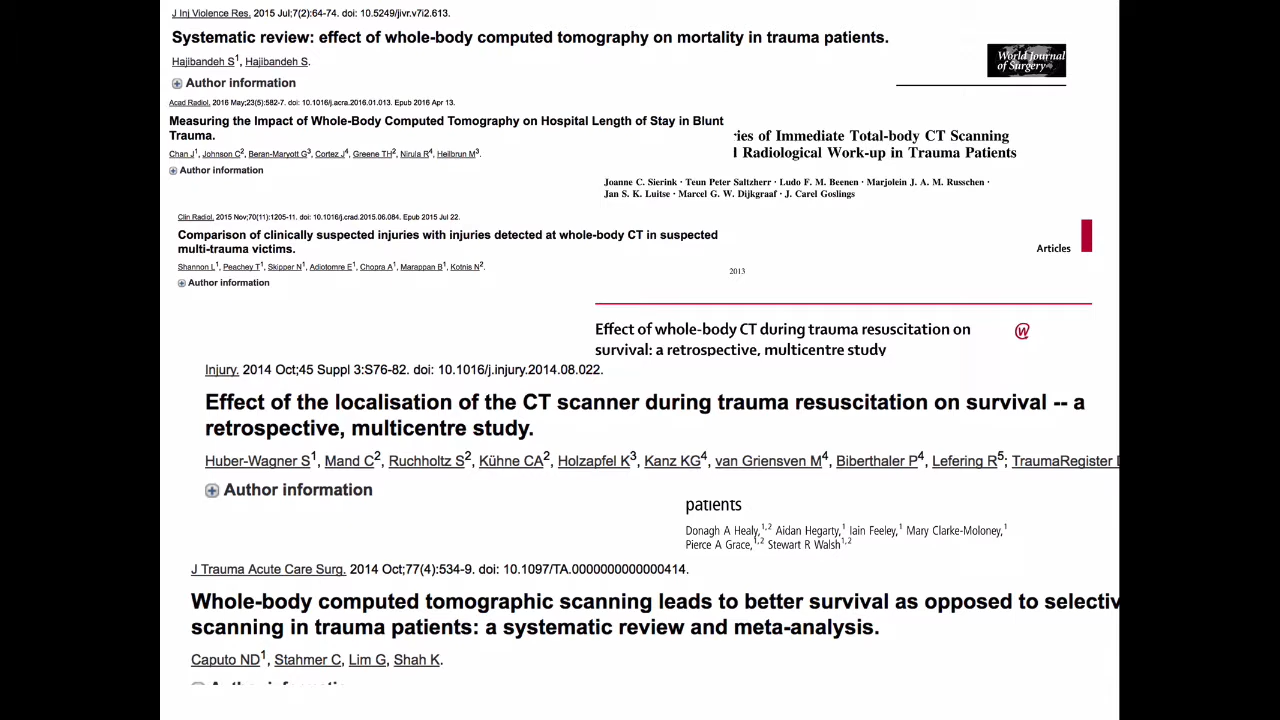 J Inj Violence Res. 2015 Jul;7(2):64-74. doi: 10.5249/jivr.v7i2.613.
Systematic review: effect of whole-body computed tomography on mortality in trauma patients.
Hajibandeh S1, Hajibandeh S.
Author information
World Journal
of Surgery
Acad Radiol. 2016 May;23(5):582-7. doi: 10.1016/j.acra.2016.01.013. Epub 2016 Apr 13.
Measuring the Impact of Whole-Body Computed Tomography on Hospital Length of Stay in Blunt
Trauma.
Chan J1, Johnson C2, Beran-Maryott G3, Cortez J4, Greene TH2, Nirula R4, Heilbrun M3.
Author information
ries of Immediate Total-body CT Scanning
l Radiological Work-up in Trauma Patients
Joanne C. Sierink · Teun Peter Saltzherr · Ludo F. M. Beenen · Marjolein J. A. M. Russchen ·
Jan S. K. Luitse · Marcel G. W. Dijkgraaf · J. Carel Goslings
Clin Radiol. 2015 Nov;70(11):1205-11. doi: 10.1016/j.crad.2015.06.084. Epub 2015 Jul 22.
Comparison of clinically suspected injuries with injuries detected at whole-body CT in suspected
multi-trauma victims.
Shannon L1, Peachey T1, Skipper N1, Adiotomre E1, Chopra A1, Marappan B1, Kotnis N2.
Author information
Articles
2013
Effect of whole-body CT during trauma resuscitation on
survival: a retrospective, multicentre study
Injury. 2014 Oct;45 Suppl 3:S76-82. doi: 10.1016/j.injury.2014.08.022.
Effect of the localisation of the CT scanner during trauma resuscitation on survival -- a
retrospective, multicentre study.
Huber-Wagner S1, Mand C2, Ruchholtz S2, Kühne CA2, Holzapfel K3, Kanz KG4, van Griensven M4, Biberthaler P4, Lefering R5; TraumaRegister
Author information
patients
Donagh A Healy,1,2 Aidan Hegarty,1 Iain Feeley,1 Mary Clarke-Moloney,1
Pierce A Grace,1,2 Stewart R Walsh1,2
J Trauma Acute Care Surg. 2014 Oct;77(4):534-9. doi: 10.1097/TA.0000000000000414.
Whole-body computed tomographic scanning leads to better survival as opposed to selectiv
scanning in trauma patients: a systematic review and meta-analysis.
Caputo ND1, Stahmer C, Lim G, Shah K.